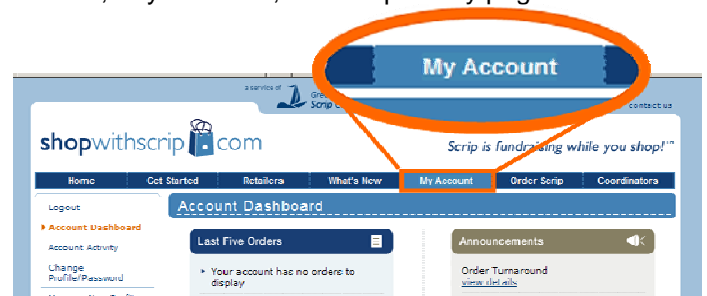 My Account
a service of
Scrip
contact us
shopwithscrip.com
Scrip is fundraising while you shop!™
Home Get Started Retailers What's New My Account Order Scrip Coordinators
Logout
Account Dashboard
Account Dashboard
Account Activity
Change
Profile/Password
Last Five Orders
Your account has no orders to
display
Announcements
Order Turnaround
view details